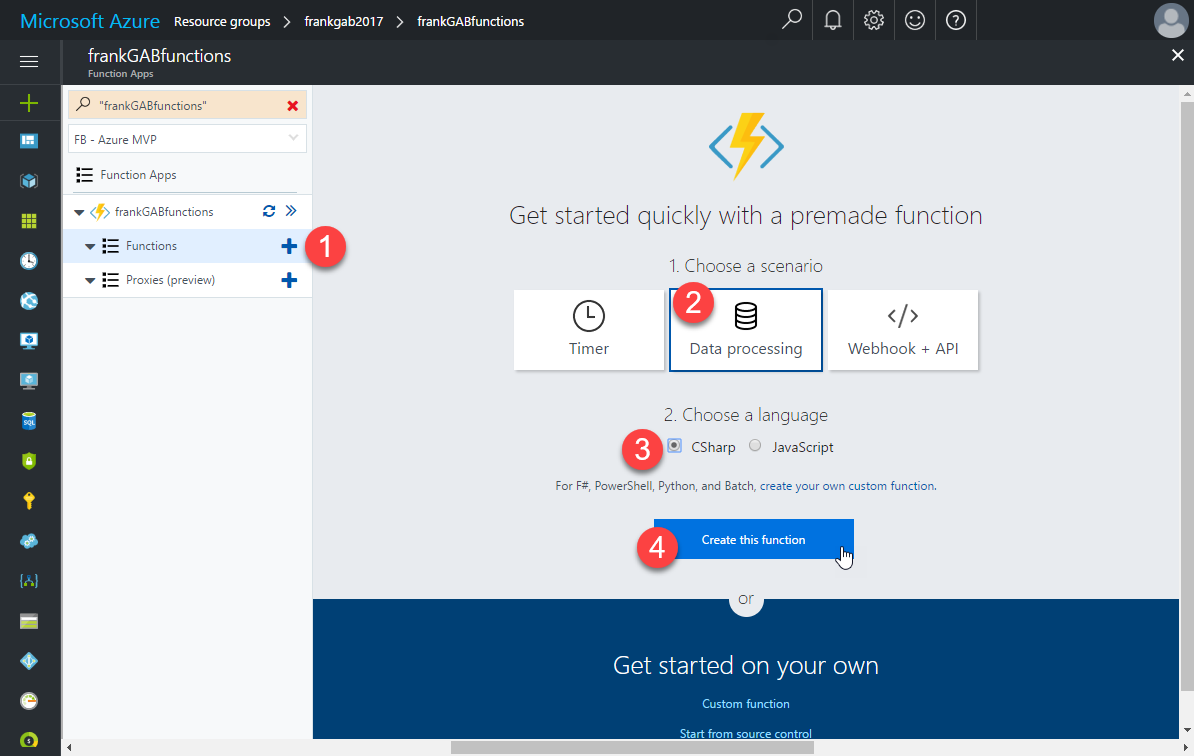 Microsoft Azure Resource groups > frankgab2017 > frankGABfunctions
frankGABfunctions
Function Apps
"frankGABfunctions"
FB - Azure MVP
Function Apps
frankGABfunctions
Functions
1
Proxies (preview)
SQL
Get started quickly with a premade function
1. Choose a scenario
2
Timer
Data processing
Webhook + API
2. Choose a language
3
CSharp
JavaScript
For F#, PowerShell, Python, and Batch, create your own custom function.
4
Create this function
or
Get started on your own
Custom function
Start from source control